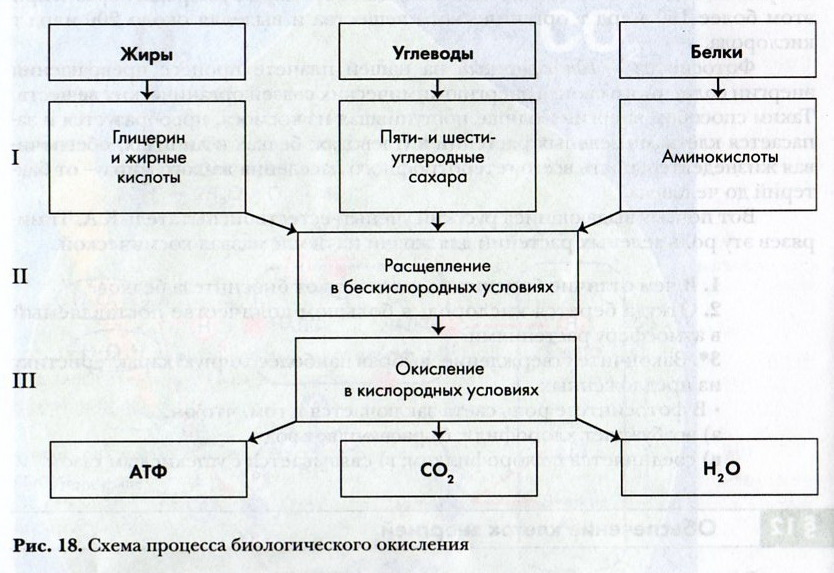 Жиры
Углеводы
Белки
I
Глицерин
и жирные
кислоты
Пяти- и шести-
углеродные
сахара
Аминокислоты
II
Расщепление
в бескислородных условиях
III
Окисление
в кислородных условиях
АТФ
CO₂
H₂O
Рис. 18. Схема процесса биологического окисления